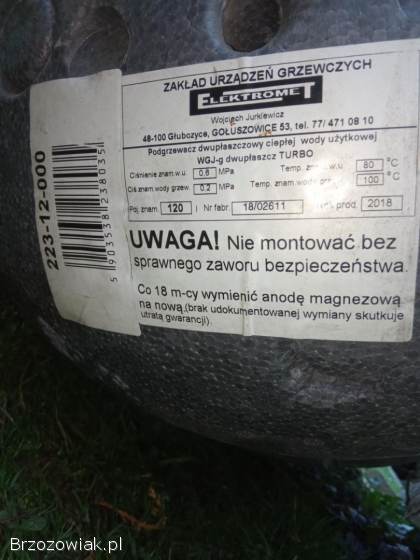 ZAKŁAD URZĄDZEŃ GRZEWCZYCH
ELEKTROMET
Wojciech Jurkiewicz
48-100 Głubczyce, GOŁUSZOWICE 53, tel. 77/ 471 08 10
Podgrzewacz dwupłaszczowy ciepłej wody użytkowej
WGJ-g dwupłaszcz TURBO
Ciśnienie znam.w.u 0.6 MPa Temp. znam.w.u 80 °C
Ciś.znam.wody grzew. 0.2 MPa Temp. znam.wody grz. 100 °C
Poj. znam. 120 l Nr fabr. 18/02611 prod. 2018
UWAGA! Nie montować bez
sprawnego zaworu bezpieczeństwa.
Co 18 m-cy wymienić anodę magnezową
na nową.(brak udokumentowanej wymiany skutkuje
utratą gwarancji).
223-12-000
5903538238035
Brzozowiak.pl